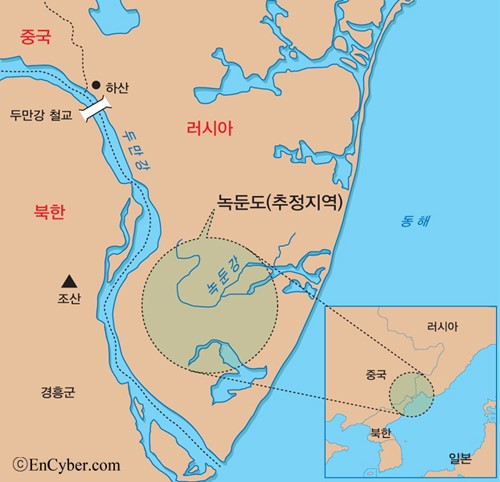 중국
하산
두만강 철교
두만강
러시아
북한
녹둔도(추정지역)
동해
녹둔강
조산
경흥군
러시아
중국
북한
일본
ⓒEnCyber.com